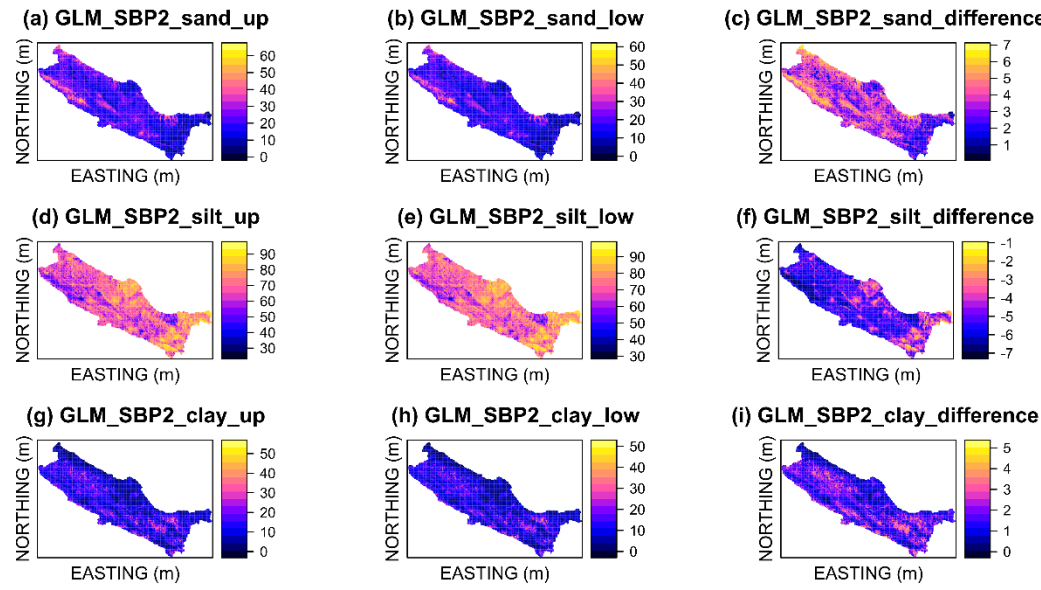 (a) GLM_SBP2_sand_up
(b) GLM_SBP2_sand_low
(c) GLM_SBP2_sand_difference
NORTHING (m)
60
50
40
30
20
10
0
EASTING (m)
NORTHING (m)
60
50
40
30
20
10
0
EASTING (m)
NORTHING (m)
7
6
5
4
3
2
1
EASTING (m)
(d) GLM_SBP2_silt_up
(e) GLM_SBP2_silt_low
(f) GLM_SBP2_silt_difference
NORTHING (m)
90
80
70
60
50
40
30
EASTING (m)
NORTHING (m)
90
80
70
60
50
40
30
EASTING (m)
NORTHING (m)
-1
-2
-3
-4
-5
-6
-7
EASTING (m)
(g) GLM_SBP2_clay_up
(h) GLM_SBP2_clay_low
(i) GLM_SBP2_clay_difference
NORTHING (m)
50
40
30
20
10
0
EASTING (m)
NORTHING (m)
50
40
30
20
10
0
EASTING (m)
NORTHING (m)
5
4
3
2
1
0
EASTING (m)